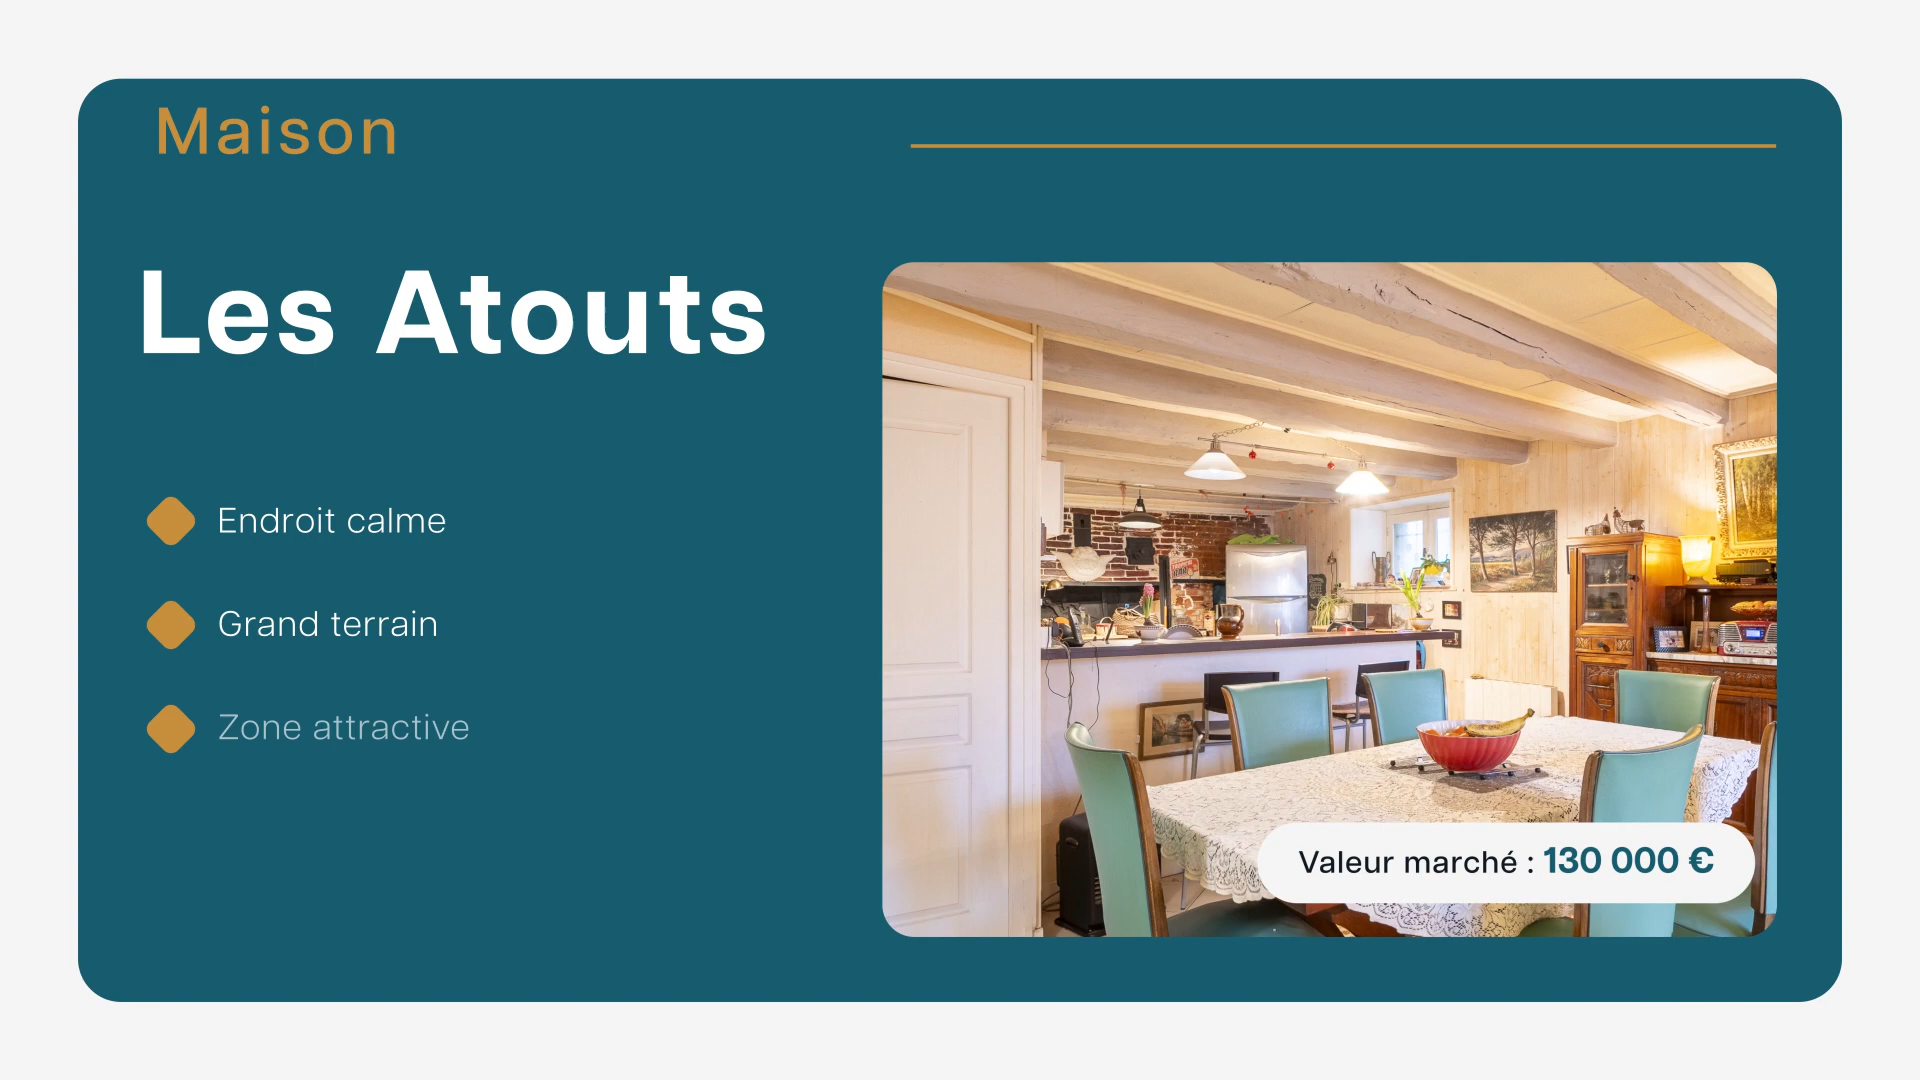 Maison
Les Atouts
Endroit calme
Grand terrain
Zone attractive
Valeur marché : 130 000 €